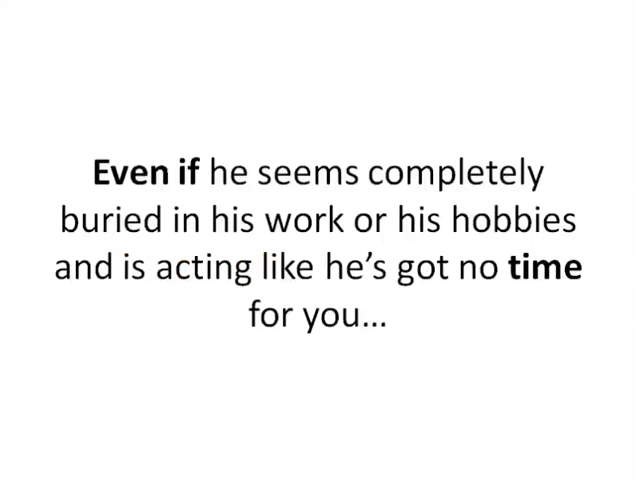 Even if he seems completely
buried in his work or his hobbies
and is acting like he’s got no time
for you…